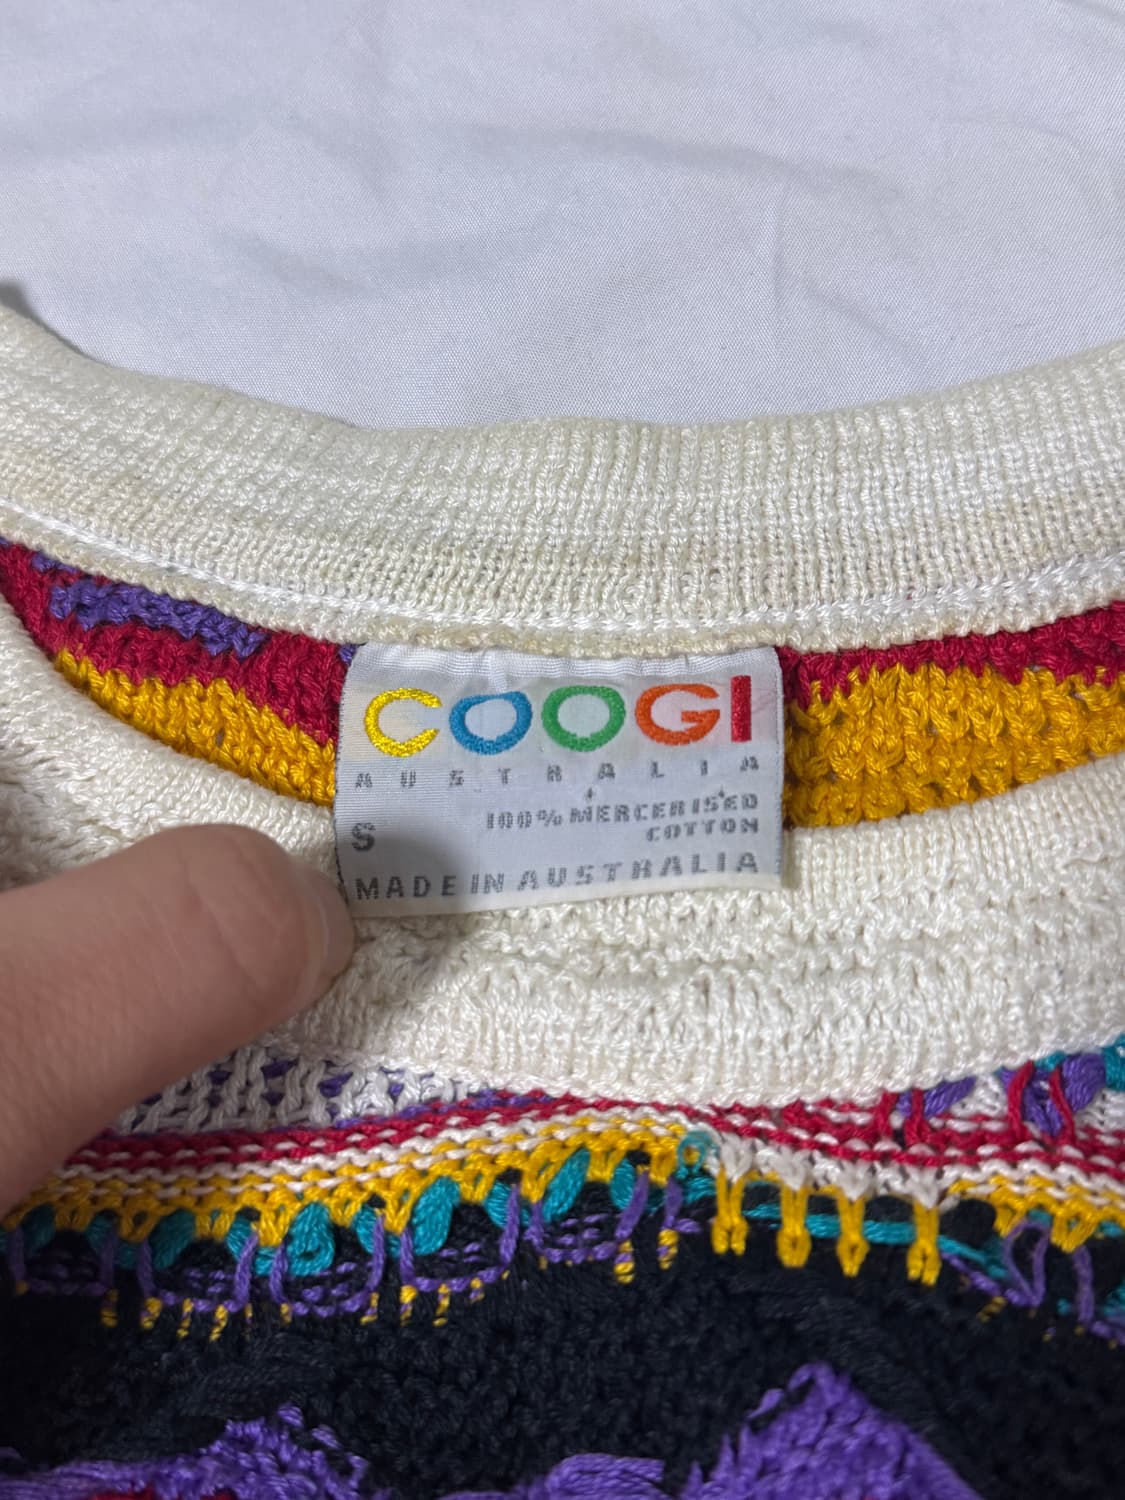 COOGI
AUSTRALIA
100% MERCERISED
COTTON
S
MADE IN AUSTRALIA